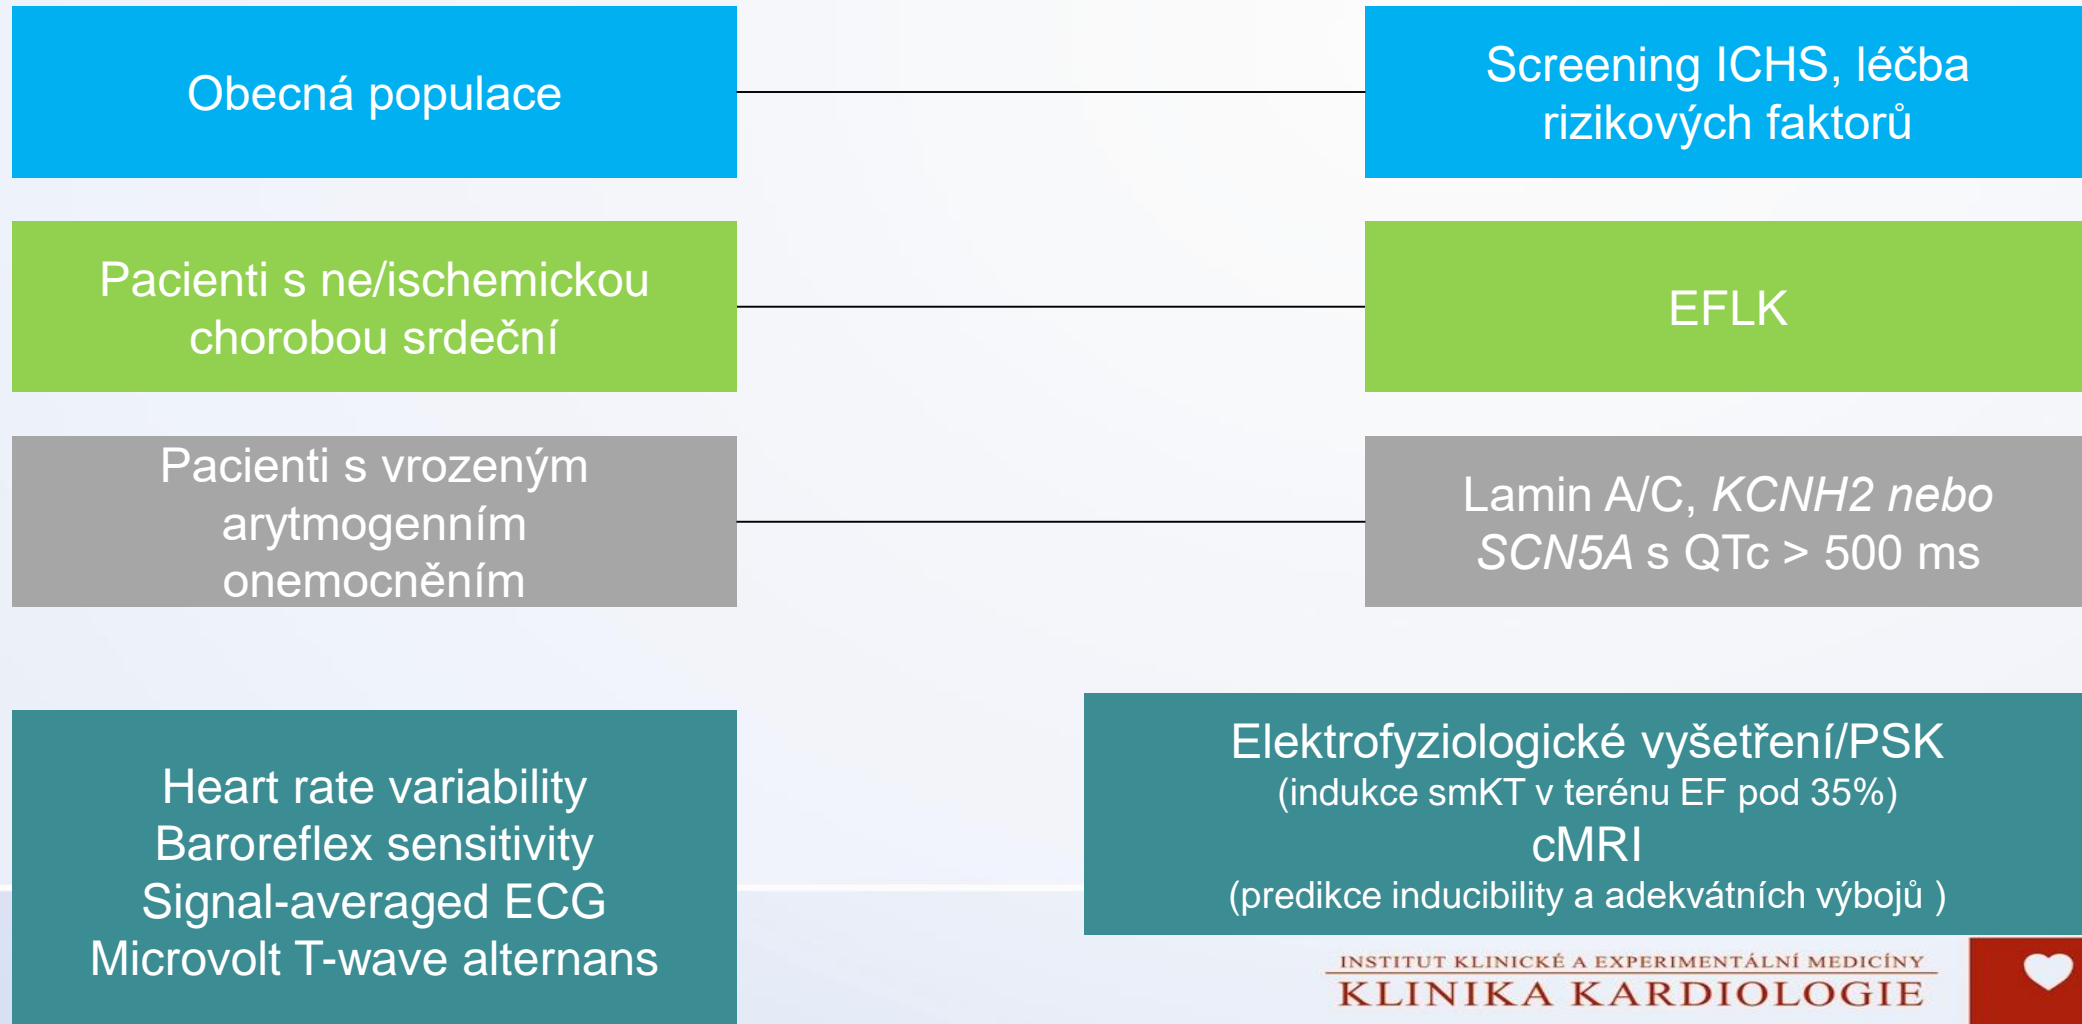 Obecná populace
Screening ICHS, léčba
rizikových faktorů
Pacienti s ne/ischemickou
chorobou srdeční
EFLK
Pacienti s vrozeným
arytmogenním
onemocněním
Lamin A/C, KCNH2 nebo
SCN5A s QTc > 500 ms
Heart rate variability
Baroreflex sensitivity
Signal-averaged ECG
Microvolt T-wave alternans
Elektrofyziologické vyšetření/PSK
(indukce smKT v terénu EF pod 35%)
cMRI
(predikce inducibility a adekvátních výbojů )
INSTITUT KLINICKÉ A EXPERIMENTÁLNÍ MEDICÍNY
KLINIKA KARDIOLOGIE